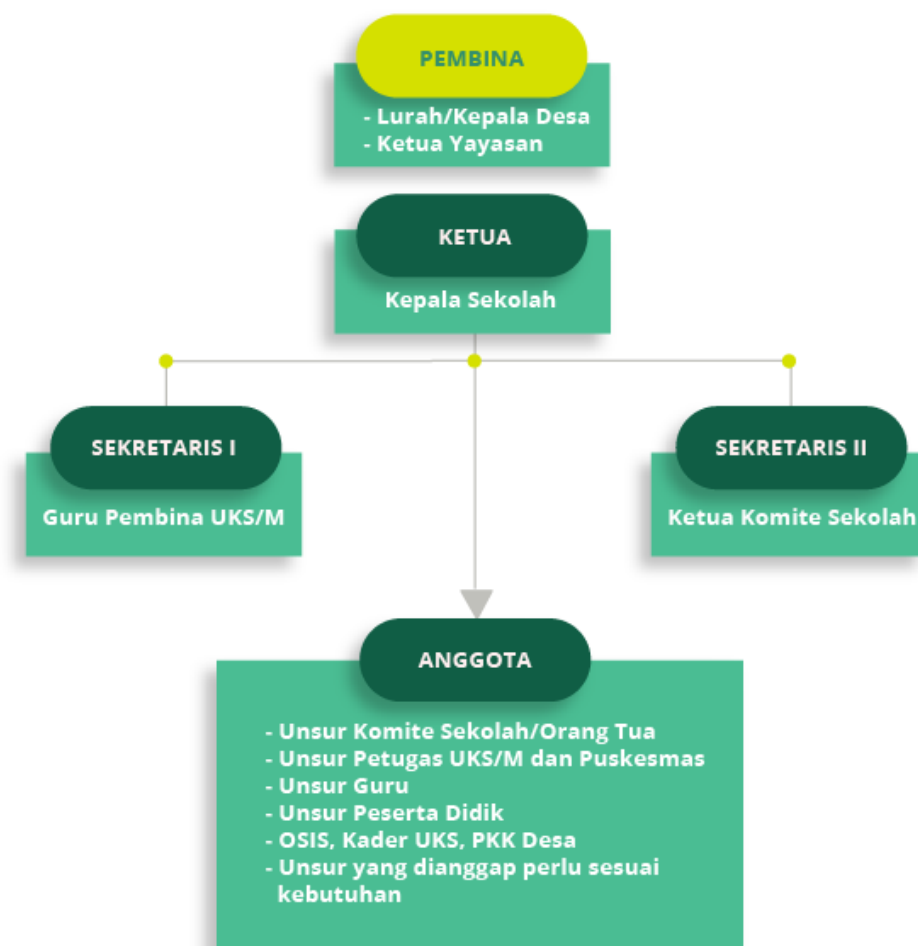 PEMBINA
- Lurah/Kepala Desa
- Ketua Yayasan
KETUA
Kepala Sekolah
SEKRETARIS I
Guru Pembina UKS/M
SEKRETARIS II
Ketua Komite Sekolah
ANGGOTA
- Unsur Komite Sekolah/Orang Tua
- Unsur Petugas UKS/M dan Puskesmas
- Unsur Guru
- Unsur Peserta Didik
- OSIS, Kader UKS, PKK Desa
- Unsur yang dianggap perlu sesuai
kebutuhan